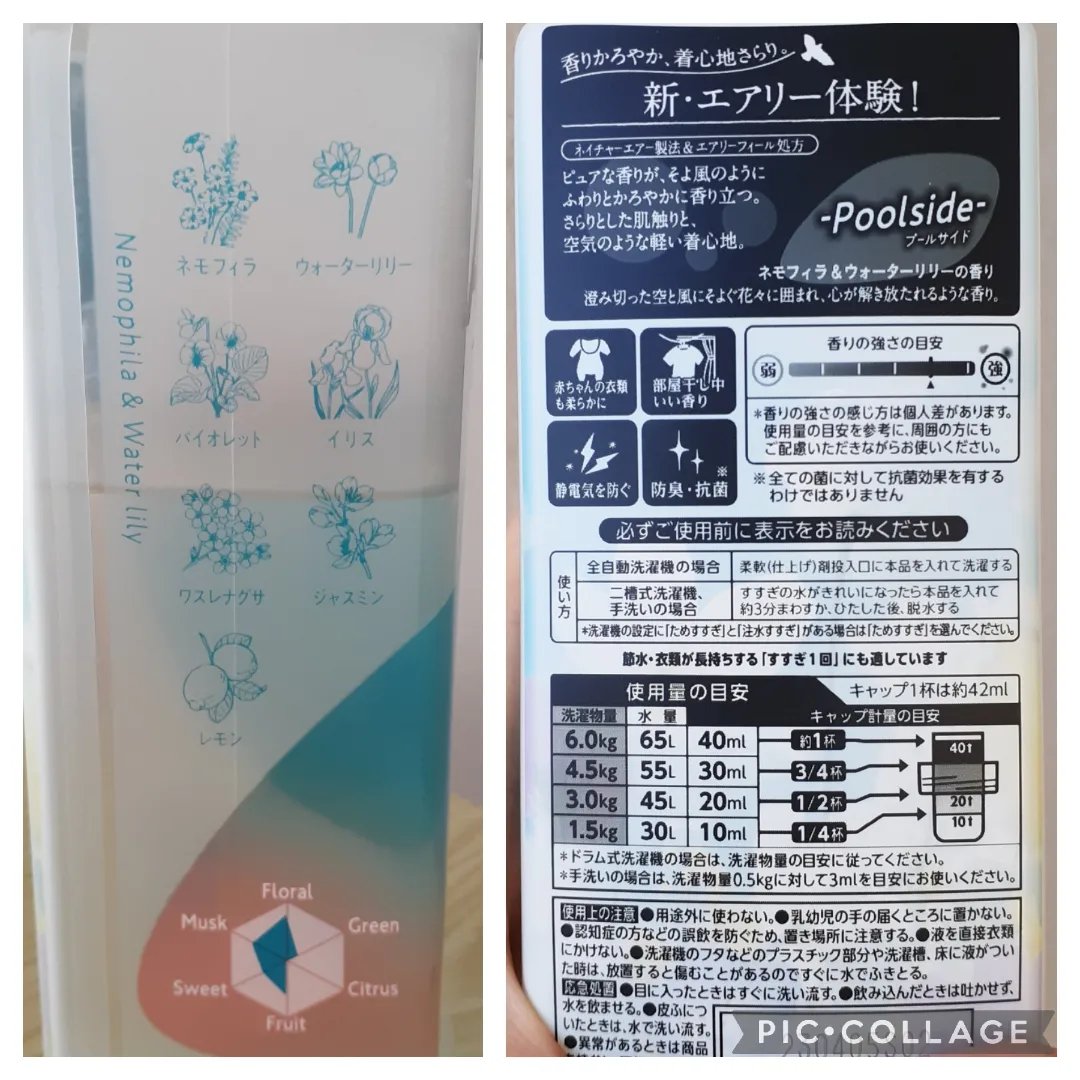 Nemophila & Water lily
ネモフィラ
ウォーターリリー
バイオレット
イリス
ワスレナグサ
ジャスミン
レモン
Floral
Musk
Green
Sweet
Citrus
Fruit
香りかろやか、着心地さらり。
新・エアリー体験！
ネイチャーエアー製法&エアリーフィール処方
ピュアな香りが、そよ風のように
ふわりとかろやかに香り立つ。
さらりとした肌触りと、
空気のような軽い着心地。
-Poolside-
プールサイド
ネモフィラ&ウォーターリリーの香り
澄み切った空と風にそよぐ花々に囲まれ、心が解き放たれるような香り。
赤ちゃんの衣類
も柔らかに
部屋干し中
いい香り
香りの強さの目安
弱
強
＊香りの強さの感じ方は個人差があります。
使用量の目安を参考に、周囲の方にも
ご配慮いただきながらお使いください。
静電気を防ぐ
防臭・抗菌※
※全ての菌に対して抗菌効果を有する
わけではありません
必ずご使用前に表示をお読みください
使い方
全自動洗濯機の場合 柔軟(仕上げ)剤投入口に本品を入れて洗濯する
二槽式洗濯機、
手洗いの場合
すすぎの水がきれいになったら本品を入れて
約3分まわすか、ひたした後、脱水する
＊洗濯機の設定に「ためすすぎ」と「注水すすぎ」がある場合は「ためすすぎ」を選んでください。
節水・衣類が長持ちする「すすぎ1回」にも適しています
使用量の目安 キャップ1杯は約42ml
洗濯物量 水量 キャップ計量の目安
6.0kg 65L 40ml 約1杯 40↑
4.5kg 55L 30ml 3/4杯
3.0kg 45L 20ml 1/2杯 20↑
1.5kg 30L 10ml 1/4杯 10↑
＊ドラム式洗濯機の場合は、洗濯物量の目安に従ってください。
＊手洗いの場合は、洗濯物量0.5kgに対して3mlを目安にお使いください。
使用上の注意 ●用途外に使わない。●乳幼児の手の届くところに置かない。
●認知症の方などの誤飲を防ぐため、置き場所に注意する。●液を直接衣類
にかけない。●洗濯機のフタなどのプラスチック部分や洗濯槽、床に液がつい
た時は、放置すると傷むことがあるのですぐに水でふきとる。
応急処置 ●目に入ったときはすぐに洗い流す。●飲み込んだときは吐かせず、
水を飲ませる。●皮ふにつ
いたときは、水で洗い流す。
●異常があるときは商品
PIC•COLLAGE